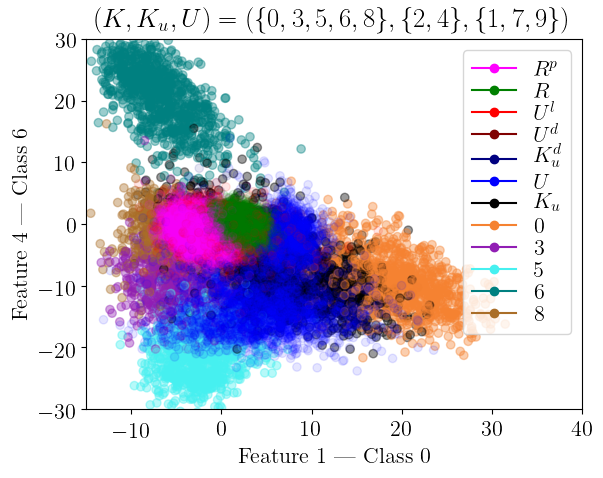 (K, K_u, U) = ({0, 3, 5, 6, 8}, {2, 4}, {1, 7, 9})
30
20
10
0
−10
−20
−30
Feature 4 — Class 6
R^p
R
U^l
U^d
K_u^d
U
K_u
0
3
5
6
8
−10
0
10
20
30
40
Feature 1 — Class 0